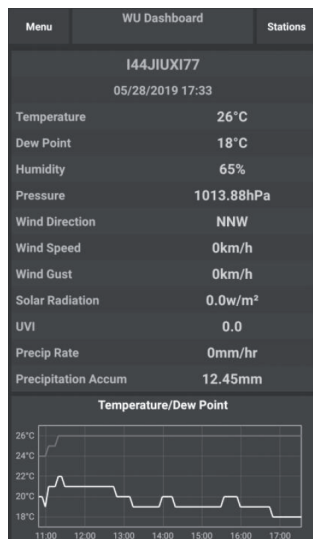 Menu
WU Dashboard
Stations
I44JIUXI77
05/28/2019 17:33
Temperature 26°C
Dew Point 18°C
Humidity 65%
Pressure 1013.88hPa
Wind Direction NNW
Wind Speed 0km/h
Wind Gust 0km/h
Solar Radiation 0.0w/m²
UVI 0.0
Precip Rate 0mm/hr
Precipitation Accum 12.45mm
Temperature/Dew Point
26°C
24°C
22°C
20°C
18°C
11:00 12:00 13:00 14:00 15:00 16:00 17:00